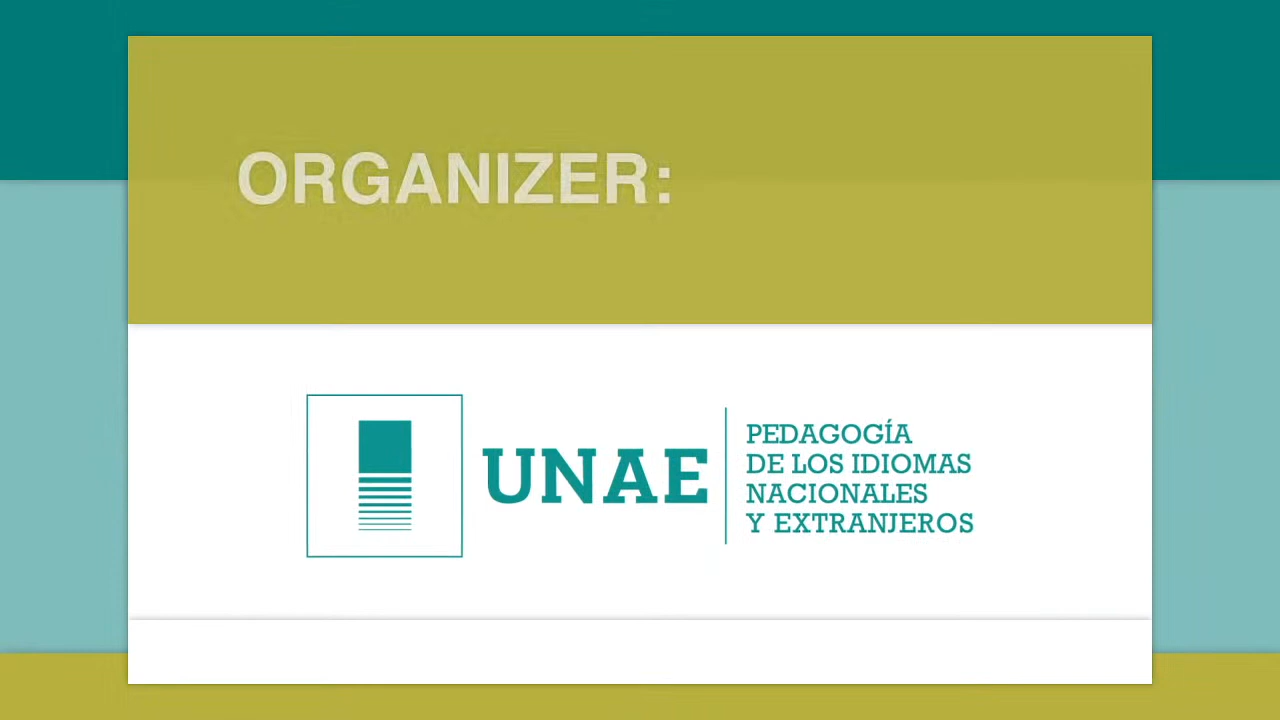 ORGANIZER:
UNAE
PEDAGOGÍA
DE LOS IDIOMAS
NACIONALES
Y EXTRANJEROS